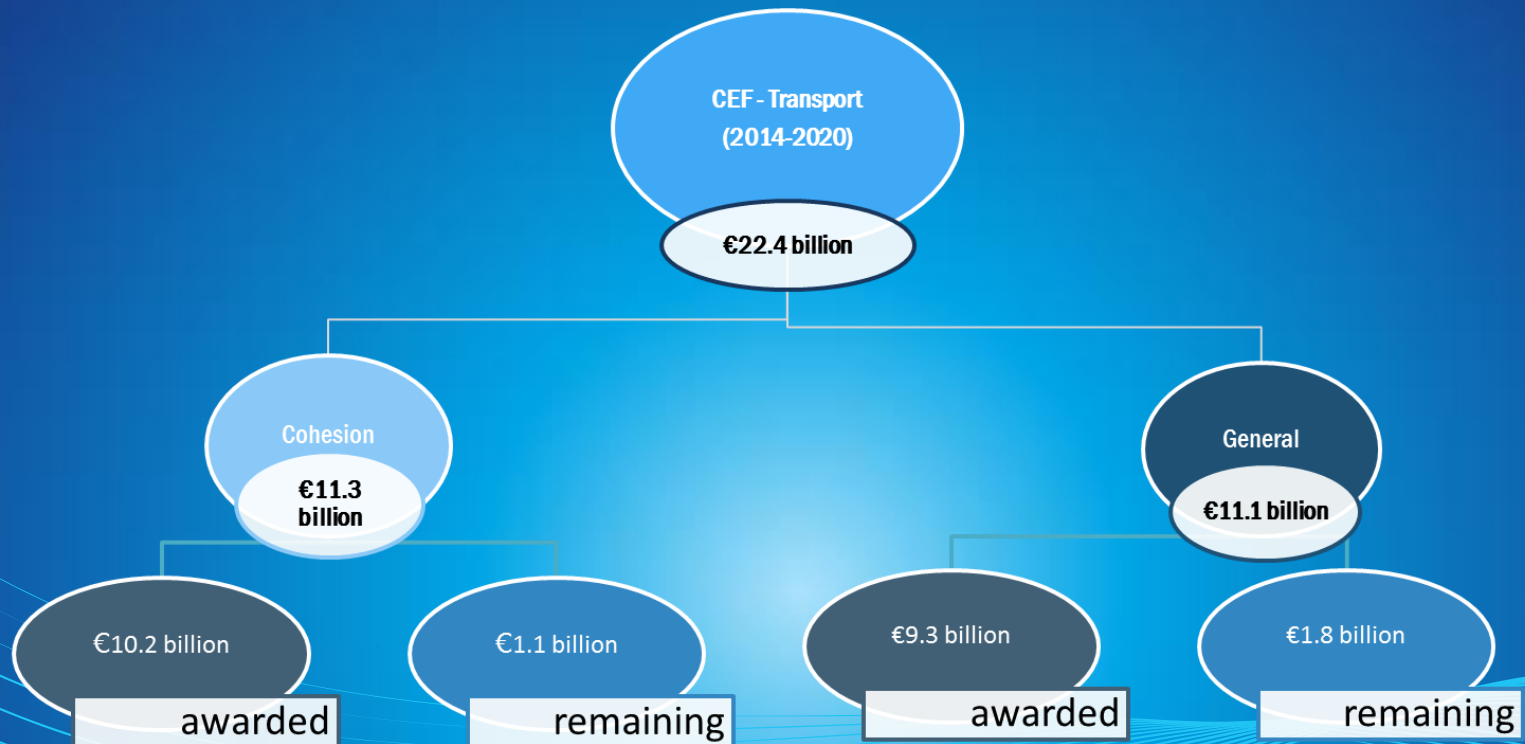 CEF - Transport
(2014-2020)
€22.4 billion
Cohesion
€11.3
billion
General
€11.1 billion
€10.2 billion
awarded
€1.1 billion
remaining
€9.3 billion
awarded
€1.8 billion
remaining